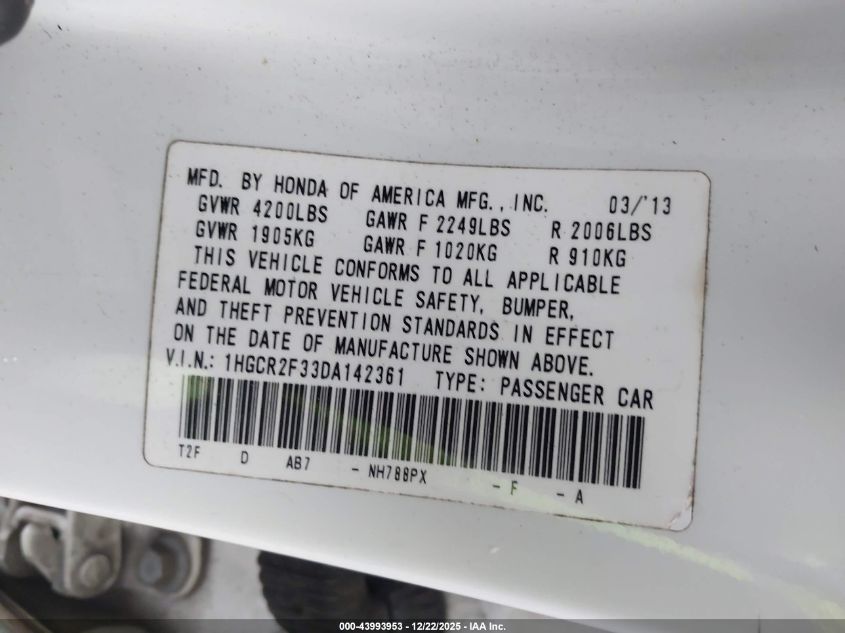 MFD. BY HONDA OF AMERICA MFG., INC. 03/'13
GVWR 4200LBS GAWR F 2249LBS R 2006LBS
GVWR 1905KG GAWR F 1020KG R 910KG
THIS VEHICLE CONFORMS TO ALL APPLICABLE
FEDERAL MOTOR VEHICLE SAFETY, BUMPER,
AND THEFT PREVENTION STANDARDS IN EFFECT
ON THE DATE OF MANUFACTURE SHOWN ABOVE.
V.I.N.: 1HGCR2F33DA142361 TYPE: PASSENGER CAR
T2F D AB7 - NH788PX - F - A
000-43993953 - 12/22/2025 - IAA Inc.